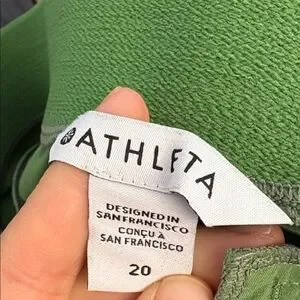 ATHLETA
DESIGNED IN
SAN FRANCISCO
CONÇU À
SAN FRANCISCO
20